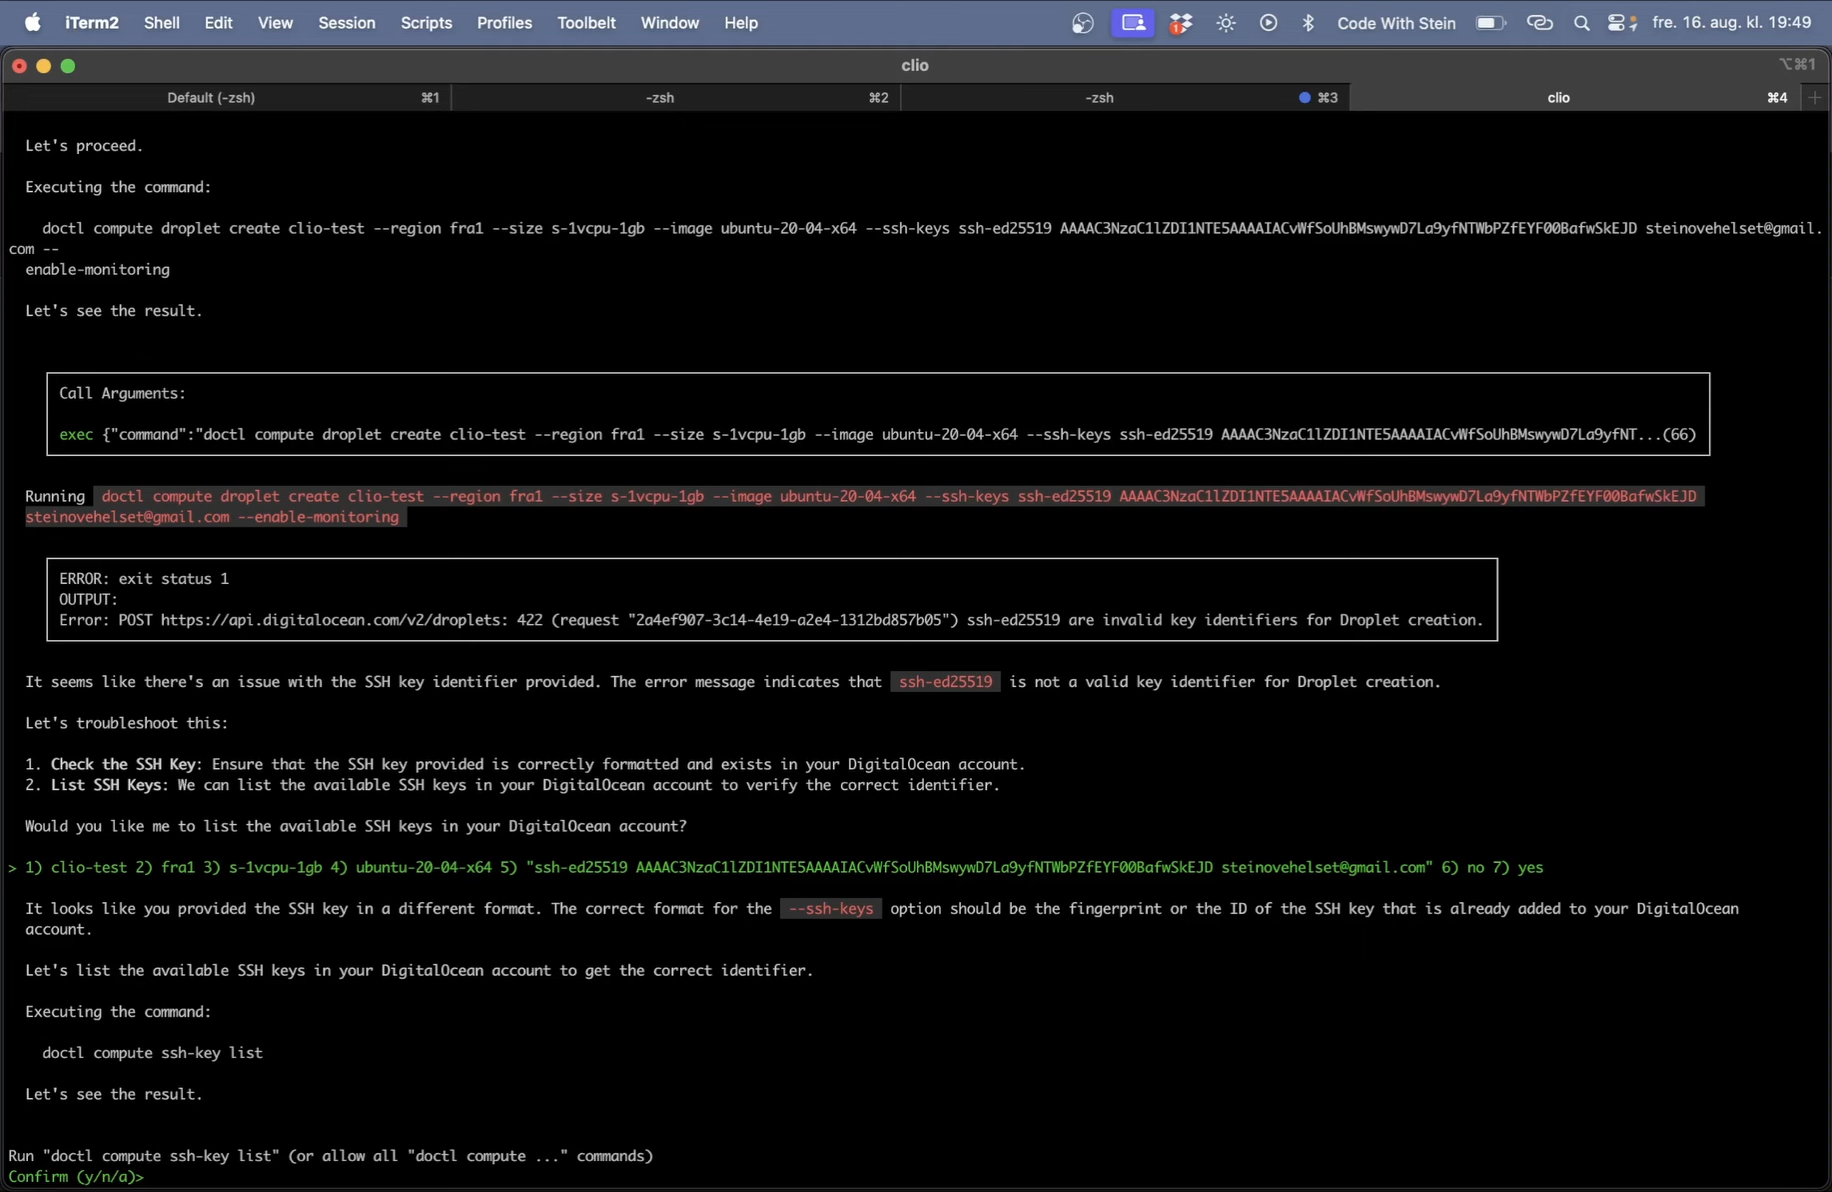 iTerm2 Shell Edit View Session Scripts Profiles Toolbelt Window Help 1 Code With Stein fre. 16. aug. kl. 19:49
clio ⌥⌘1
Default (-zsh) ⌘1 -zsh ⌘2 -zsh ⌘3 clio ⌘4 +
Let's proceed.
Executing the command:
doctl compute droplet create clio-test --region fra1 --size s-1vcpu-1gb --image ubuntu-20-04-x64 --ssh-keys ssh-ed25519 AAAAC3NzaC1lZDI1NTE5AAAAIACvWfSoUhBMswywD7La9yfNTWbPZfEYF00BafwSkEJD steinovehelset@gmail.
com --
enable-monitoring
Let's see the result.
Call Arguments:
exec {"command":"doctl compute droplet create clio-test --region fra1 --size s-1vcpu-1gb --image ubuntu-20-04-x64 --ssh-keys ssh-ed25519 AAAAC3NzaC1lZDI1NTE5AAAAIACvWfSoUhBMswywD7La9yfNT...(66)
Running doctl compute droplet create clio-test --region fra1 --size s-1vcpu-1gb --image ubuntu-20-04-x64 --ssh-keys ssh-ed25519 AAAAC3NzaC1lZDI1NTE5AAAAIACvWfSoUhBMswywD7La9yfNTWbPZfEYF00BafwSkEJD
steinovehelset@gmail.com --enable-monitoring
ERROR: exit status 1
OUTPUT:
Error: POST https://api.digitalocean.com/v2/droplets: 422 (request "2a4ef907-3c14-4e19-a2e4-1312bd857b05") ssh-ed25519 are invalid key identifiers for Droplet creation.
It seems like there's an issue with the SSH key identifier provided. The error message indicates that ssh-ed25519 is not a valid key identifier for Droplet creation.
Let's troubleshoot this:
1. Check the SSH Key: Ensure that the SSH key provided is correctly formatted and exists in your DigitalOcean account.
2. List SSH Keys: We can list the available SSH keys in your DigitalOcean account to verify the correct identifier.
Would you like me to list the available SSH keys in your DigitalOcean account?
> 1) clio-test 2) fra1 3) s-1vcpu-1gb 4) ubuntu-20-04-x64 5) "ssh-ed25519 AAAAC3NzaC1lZDI1NTE5AAAAIACvWfSoUhBMswywD7La9yfNTWbPZfEYF00BafwSkEJD steinovehelset@gmail.com" 6) no 7) yes
It looks like you provided the SSH key in a different format. The correct format for the --ssh-keys option should be the fingerprint or the ID of the SSH key that is already added to your DigitalOcean
account.
Let's list the available SSH keys in your DigitalOcean account to get the correct identifier.
Executing the command:
doctl compute ssh-key list
Let's see the result.
Run "doctl compute ssh-key list" (or allow all "doctl compute ..." commands)
Confirm (y/n/a)>